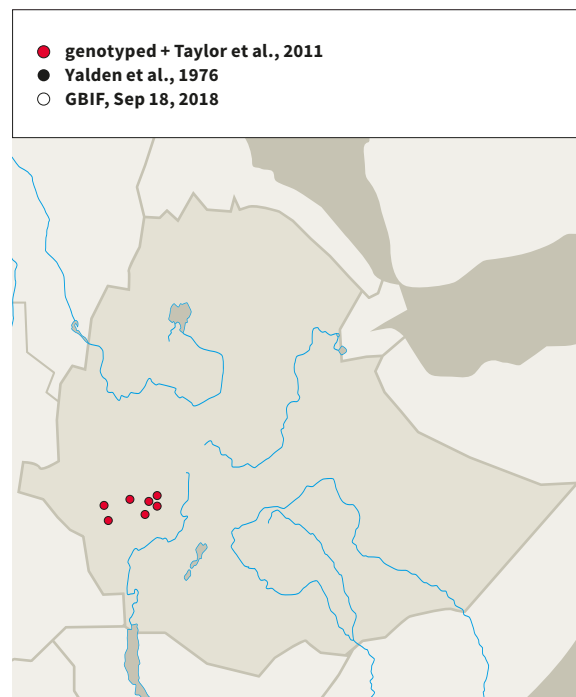 genotyped + Taylor et al., 2011
Yalden et al., 1976
GBIF, Sep 18, 2018